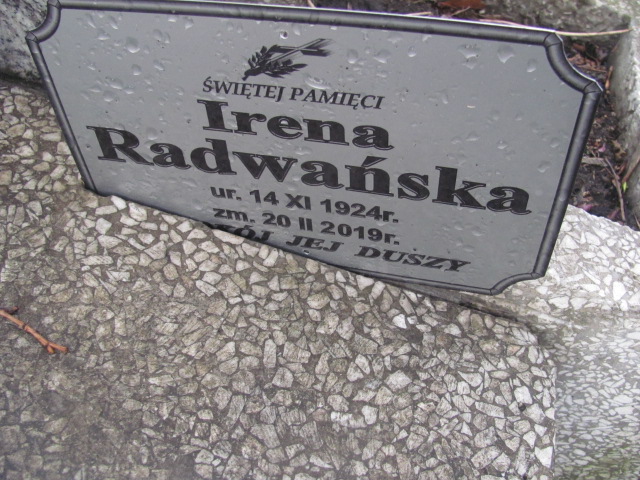 ŚWIĘTEJ PAMIĘCI
Irena
Radwańska
ur. 14 XI 1924r.
zm. 20 II 2019r.
JEJ DUSZY